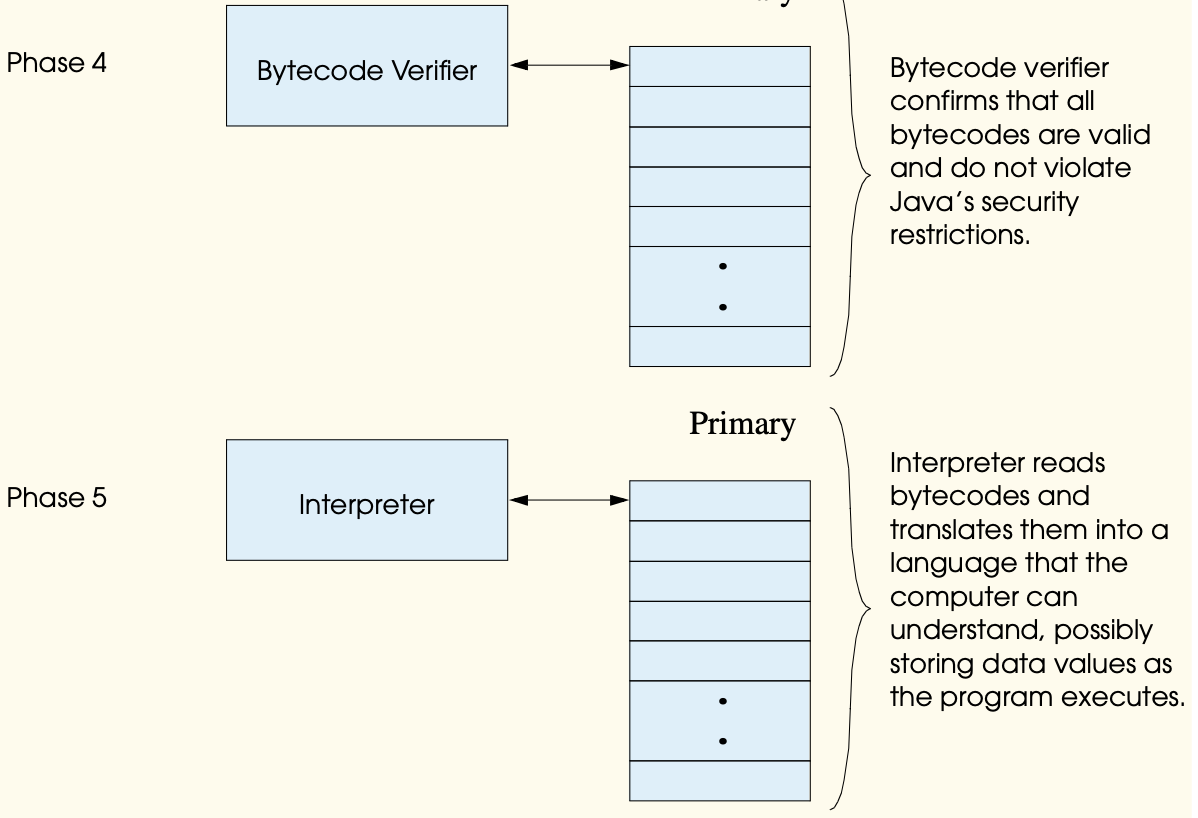 Phase 4
Bytecode Verifier
Bytecode verifier
confirms that all
bytecodes are valid
and do not violate
Java’s security
restrictions.
Primary
Phase 5
Interpreter
Interpreter reads
bytecodes and
translates them into a
language that the
computer can
understand, possibly
storing data values as
the program executes.